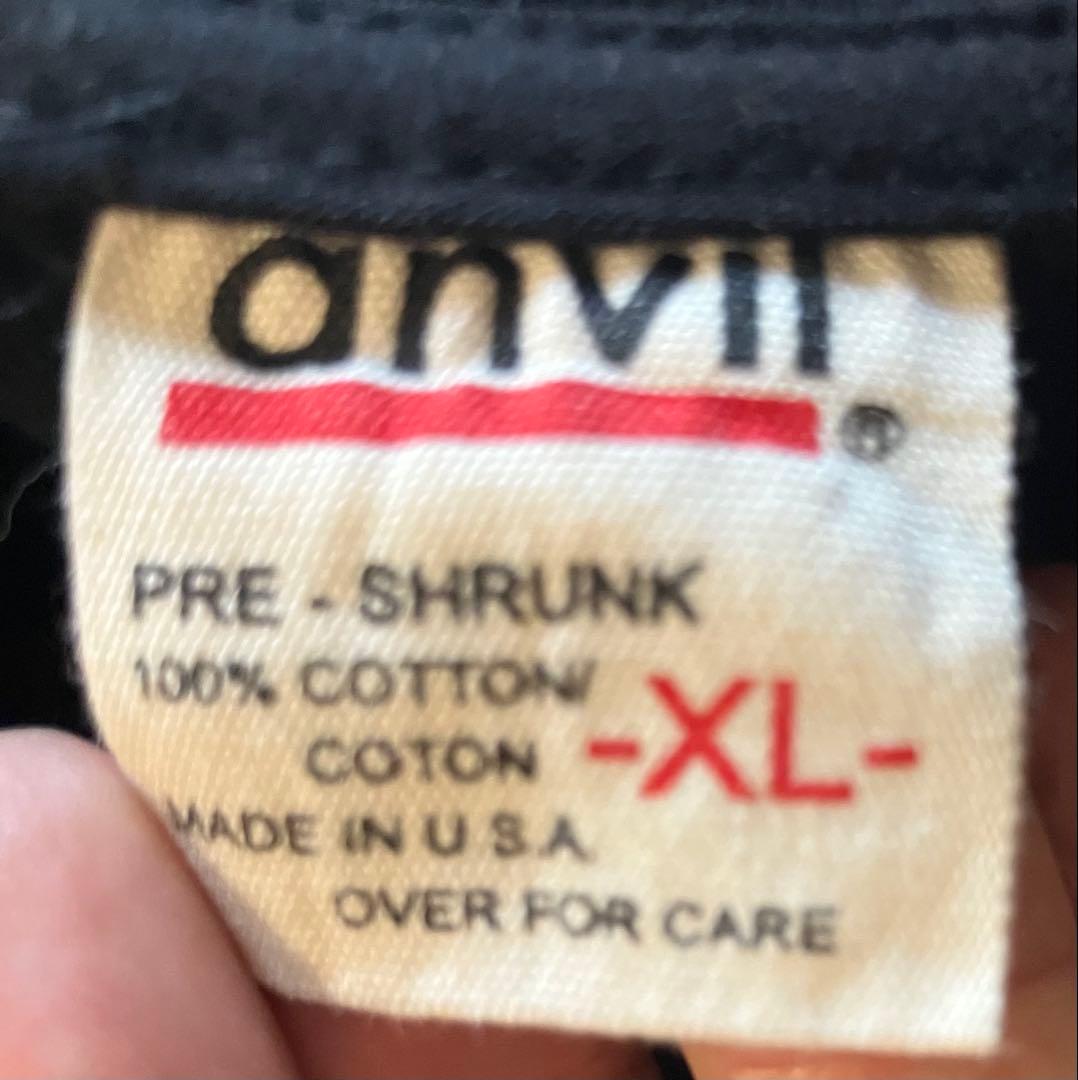 anvil
®
PRE - SHRUNK
100% COTTON/
COTON -XL-
MADE IN U S.A.
OVER FOR CARE